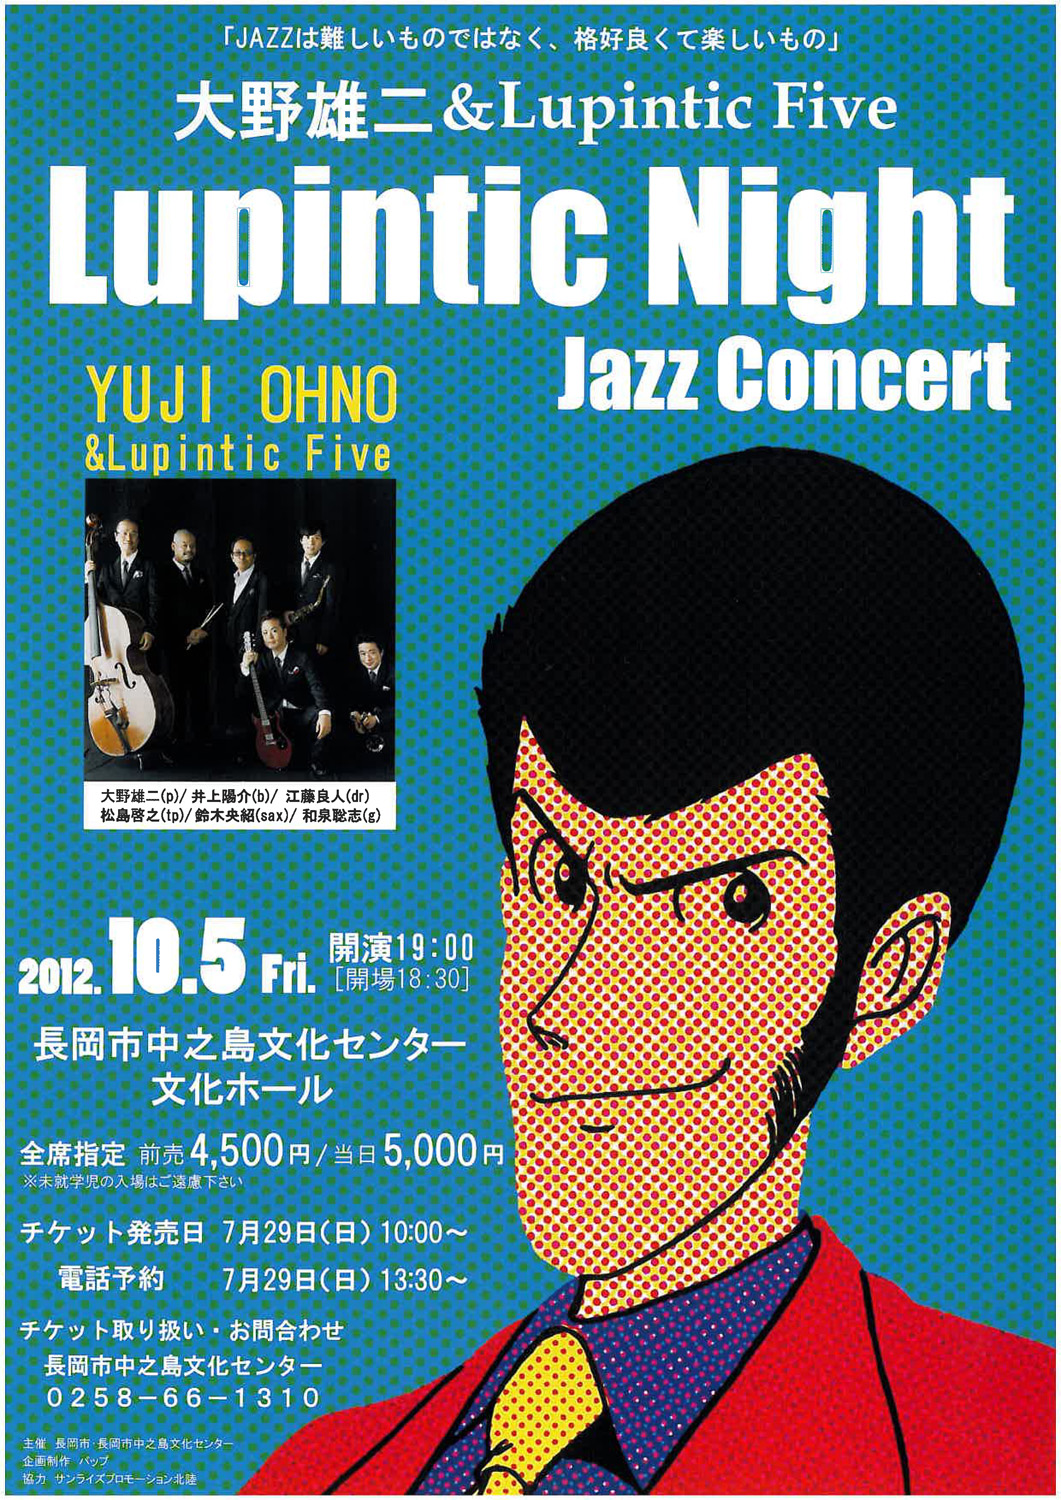 「JAZZは難しいものではなく、格好良くて楽しいもの」
大野雄二&Lupintic Five
Lupintic Night
Jazz Concert
YUJI OHNO
&Lupintic Five
大野雄二(p)/ 井上陽介(b)/ 江藤良人(dr)
松島啓之(tp)/ 鈴木央紹(sax)/ 和泉聡志(g)
2012. 10.5 Fri. 開演19:00
[開場18:30]
長岡市中之島文化センター
文化ホール
全席指定 前売4,500円/当日5,000円
※未就学児の入場はご遠慮下さい
チケット発売日 7月29日(日) 10:00〜
電話予約 7月29日(日) 13:30〜
チケット取り扱い・お問合わせ
長岡市中之島文化センター
0258−66−1310
主催 長岡市・長岡市中之島文化センター
企画制作 バップ
協力 サンライズプロモーション北陸